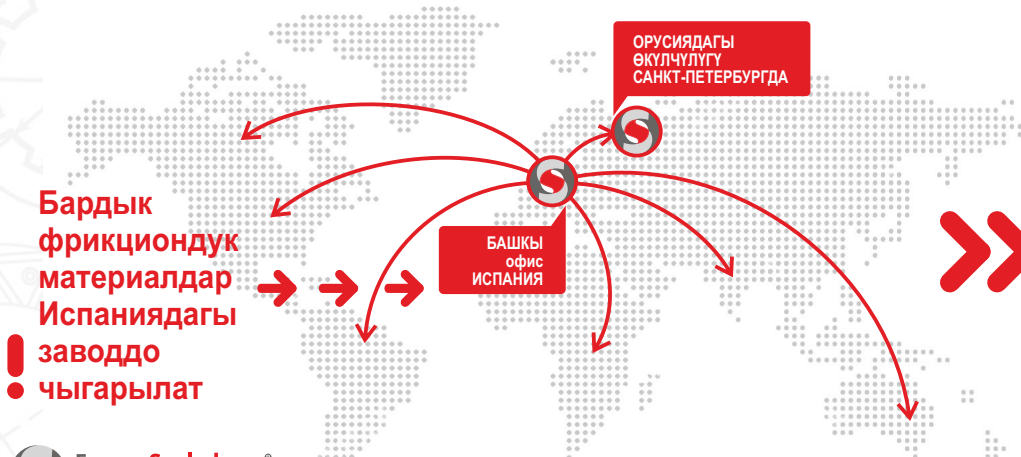 ОРУСИЯДАГЫ
ӨКҮЛЧҮЛҮГҮ
САНКТ-ПЕТЕРБУРГДА
БАШКЫ
офис
ИСПАНИЯ
Бардык
фрикциондук
материалдар
Испаниядагы
заводдо
чыгарылат